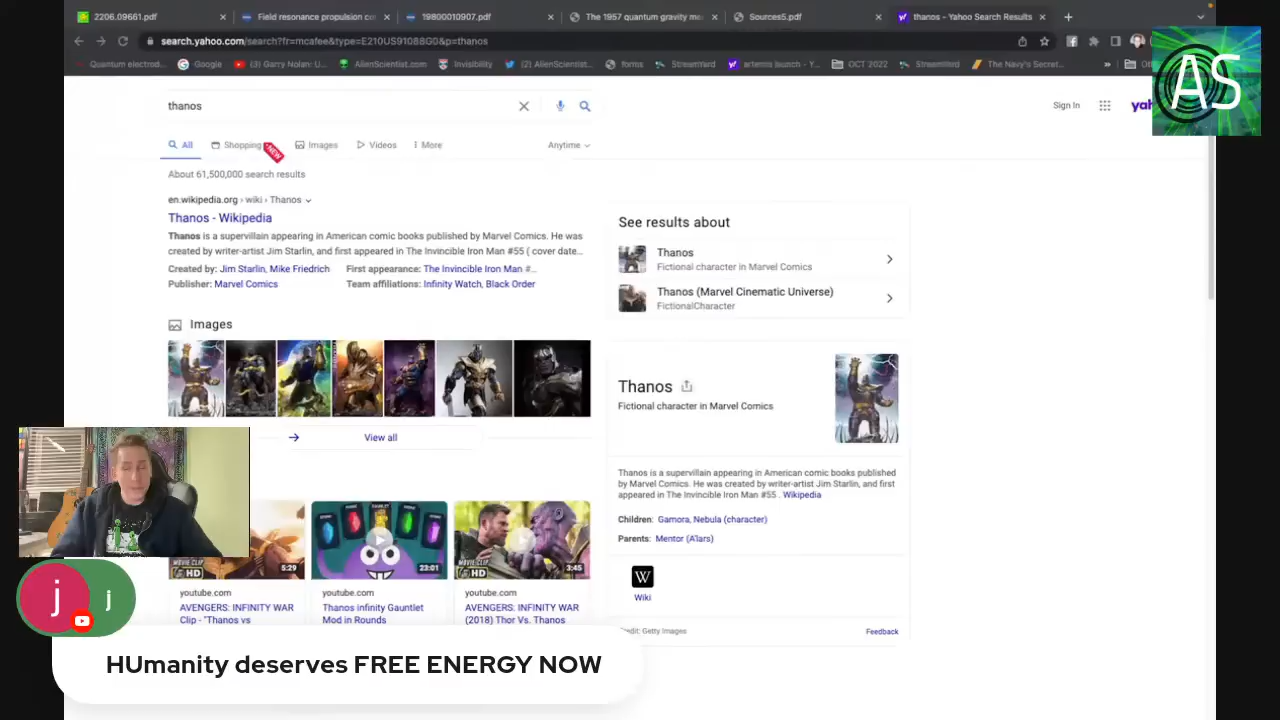 2206.09661.pdf
Field resonance propulsion co
19800010907.pdf
The 1957 quantum gravity me
Sources5.pdf
thanos - Yahoo Search Results
search.yahoo.com/search?fr=mcafee&type=E210US91088G0&p=thanos
Quantum electrod...
Google
(3) Garry Nolan: U...
AlienScientist.com
Invisibility
(2) AlienScientist...
forms
StreamYard
artemis launch - Y...
OCT 2022
StreamYard
The Navy's Secret...
AS
thanos
Sign In
All
Shopping
NEW
Images
Videos
More
Anytime
About 61,500,000 search results
en.wikipedia.org › wiki › Thanos
Thanos - Wikipedia
Thanos is a supervillain appearing in American comic books published by Marvel Comics. He was
created by writer-artist Jim Starlin, and first appeared in The Invincible Iron Man #55 ( cover date...
Created by: Jim Starlin, Mike Friedrich
First appearance: The Invincible Iron Man #...
Publisher: Marvel Comics
Team affiliations: Infinity Watch, Black Order
Images
View all
See results about
Thanos
Fictional character in Marvel Comics
Thanos (Marvel Cinematic Universe)
FictionalCharacter
Thanos
Fictional character in Marvel Comics
Thanos is a supervillain appearing in American comic books published
by Marvel Comics. He was created by writer-artist Jim Starlin, and first
appeared in The Invincible Iron Man #55 . Wikipedia
Children: Gamora, Nebula (character)
Parents: Mentor (A'lars)
W
Wiki
Feedback
MOVIE CLIP
HD
5:29
22:01
MOVIE CLIP
HD
3:45
youtube.com
AVENGERS: INFINITY WAR
Clip - "Thanos vs
youtube.com
Thanos infinity Gauntlet
Mod in Rounds
youtube.com
AVENGERS: INFINITY WAR
(2018) Thor Vs. Thanos
Credit: Getty Images
j
j
HUmanity deserves FREE ENERGY NOW